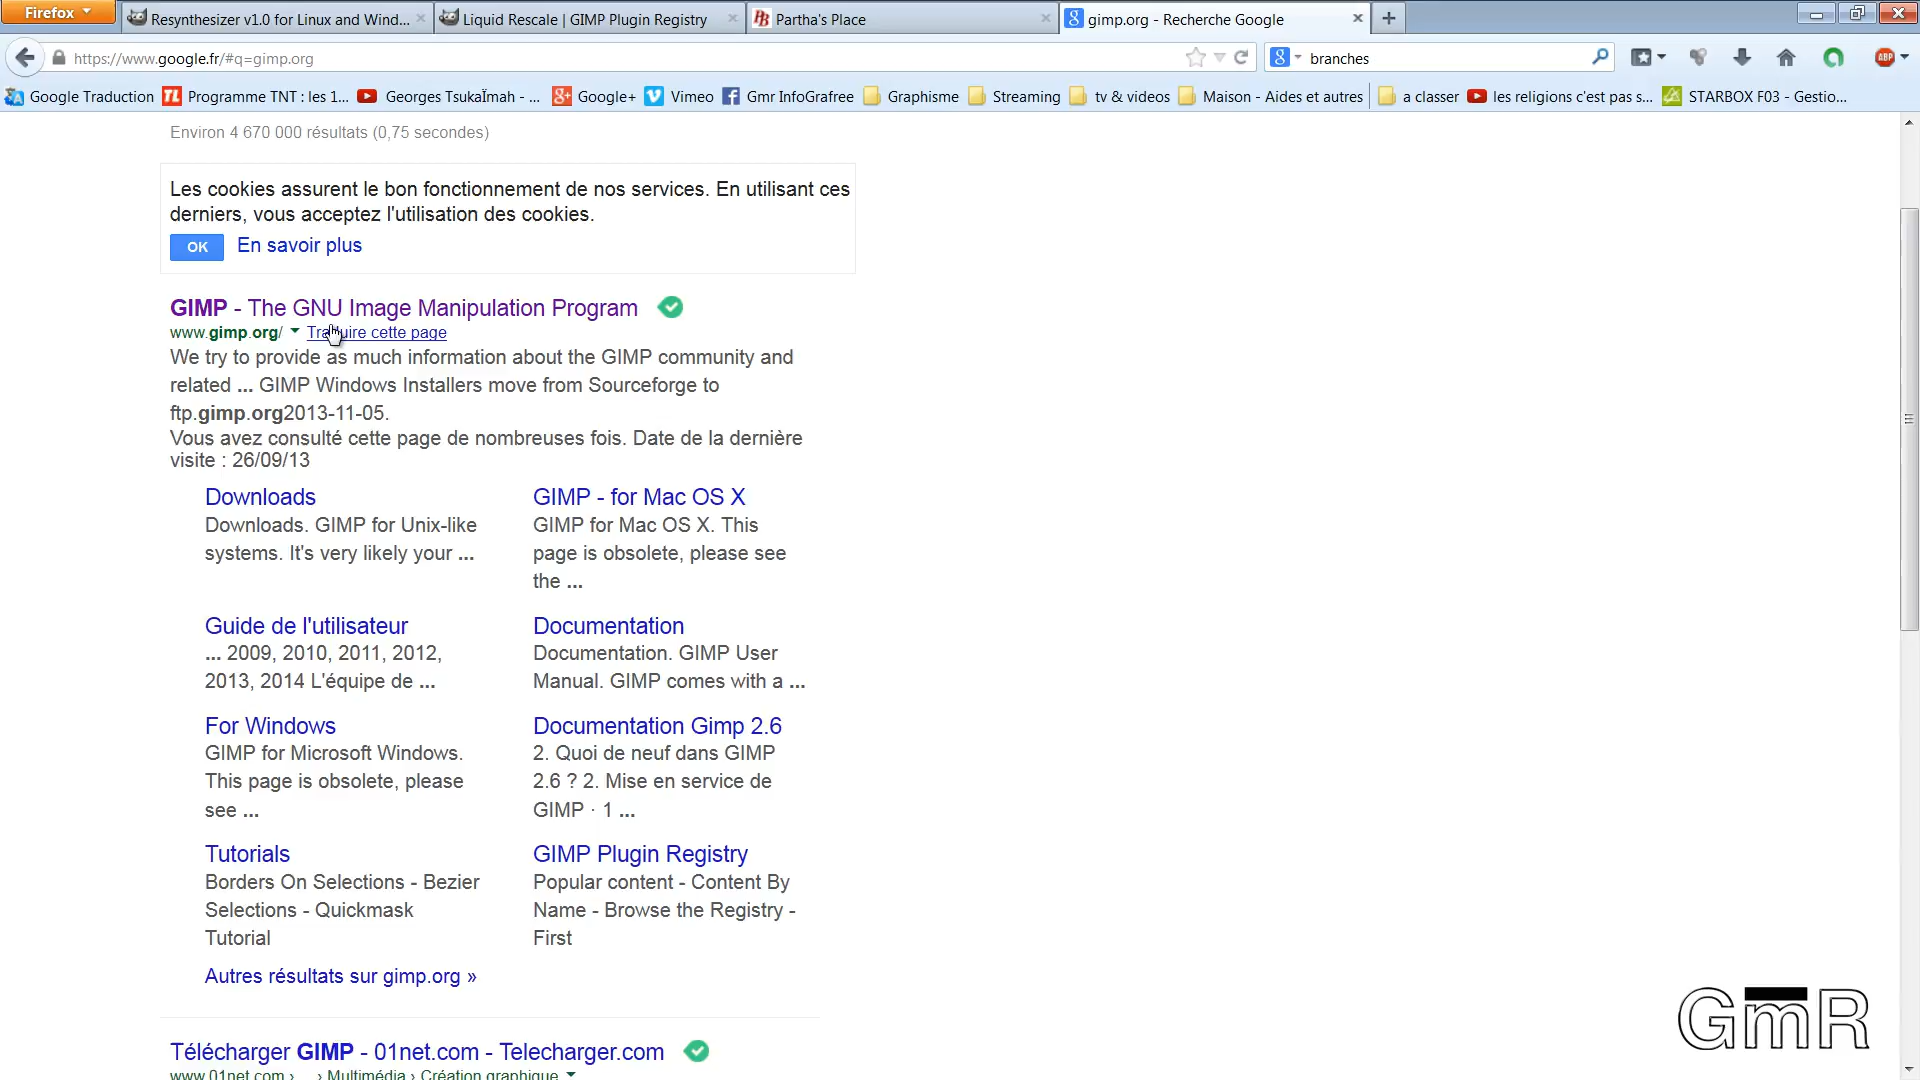 Firefox
Resynthesizer v1.0 for Linux and Wind...
Liquid Rescale | GIMP Plugin Registry
Partha's Place
gimp.org - Recherche Google
https://www.google.fr/#q=gimp.org
branches
ABP
Google Traduction
Programme TNT : les 1...
Georges TsukaÏmah - ...
Google+
Vimeo
Gmr InfoGrafree
Graphisme
Streaming
tv & videos
Maison - Aides et autres
a classer
les religions c'est pas s...
STARBOX F03 - Gestio...
Environ 4 670 000 résultats (0,75 secondes)
Les cookies assurent le bon fonctionnement de nos services. En utilisant ces
derniers, vous acceptez l'utilisation des cookies.
OK
En savoir plus
GIMP - The GNU Image Manipulation Program
www.gimp.org/
Traduire cette page
We try to provide as much information about the GIMP community and
related ... GIMP Windows Installers move from Sourceforge to
ftp.gimp.org2013-11-05.
Vous avez consulté cette page de nombreuses fois. Date de la dernière
visite : 26/09/13
Downloads
Downloads. GIMP for Unix-like
systems. It's very likely your ...
GIMP - for Mac OS X
GIMP for Mac OS X. This
page is obsolete, please see
the ...
Guide de l'utilisateur
... 2009, 2010, 2011, 2012,
2013, 2014 L'équipe de ...
Documentation
Documentation. GIMP User
Manual. GIMP comes with a ...
For Windows
GIMP for Microsoft Windows.
This page is obsolete, please
see ...
Documentation Gimp 2.6
2. Quoi de neuf dans GIMP
2.6 ? 2. Mise en service de
GIMP · 1 ...
Tutorials
Borders On Selections - Bezier
Selections - Quickmask
Tutorial
GIMP Plugin Registry
Popular content - Content By
Name - Browse the Registry -
First
Autres résultats sur gimp.org »
Télécharger GIMP - 01net.com - Telecharger.com
www.01net.com › ... › Multimédia › Création graphique
GmR